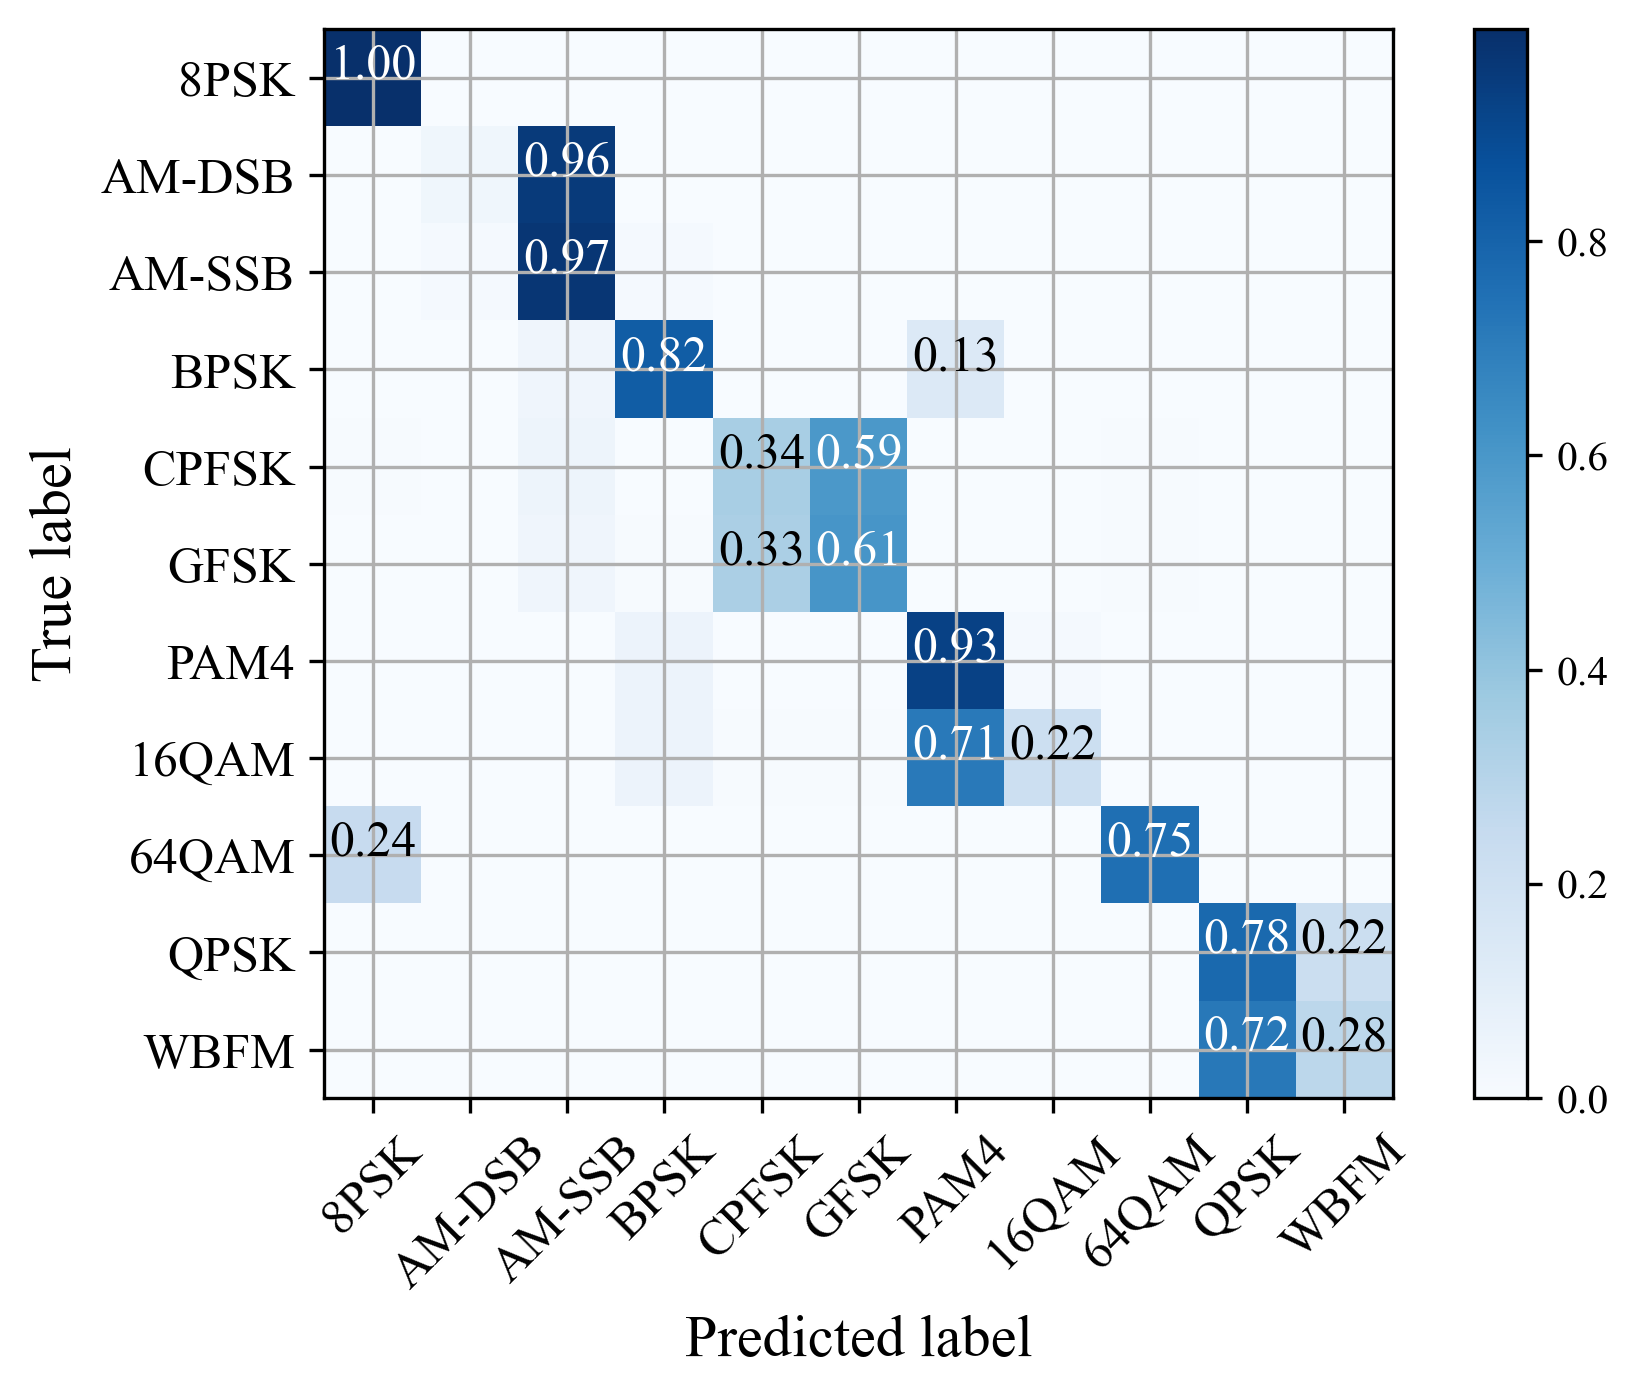 8PSK 1.00
AM-DSB 0.96
AM-SSB 0.97
BPSK 0.82 0.13
CPFSK 0.34 0.59
GFSK 0.33 0.61
PAM4 0.93
16QAM 0.71 0.22
64QAM 0.24 0.75
QPSK 0.78 0.22
WBFM 0.72 0.28
True label
8PSK AM-DSB AM-SSB BPSK CPFSK GFSK PAM4 16QAM 64QAM QPSK WBFM
Predicted label
0.8
0.6
0.4
0.2
0.0